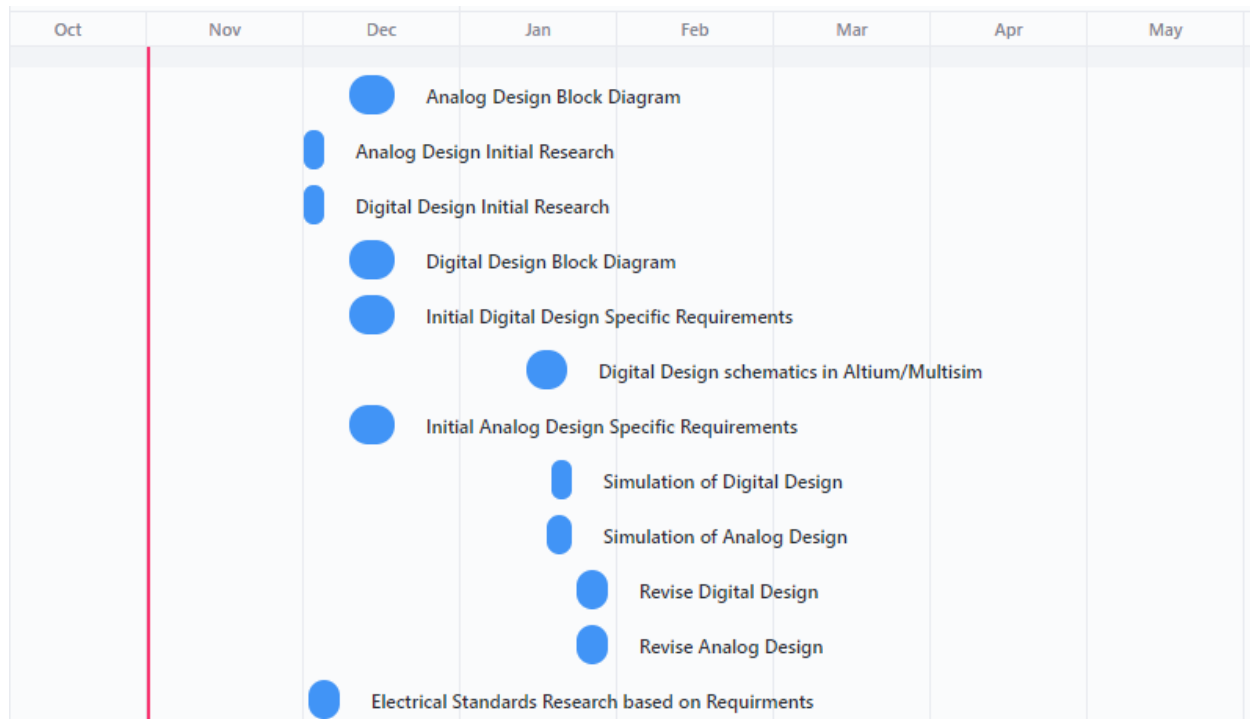 Oct Nov Dec Jan Feb Mar Apr May
Analog Design Block Diagram
Analog Design Initial Research
Digital Design Initial Research
Digital Design Block Diagram
Initial Digital Design Specific Requirements
Digital Design schematics in Altium/Multisim
Initial Analog Design Specific Requirements
Simulation of Digital Design
Simulation of Analog Design
Revise Digital Design
Revise Analog Design
Electrical Standards Research based on Requirments